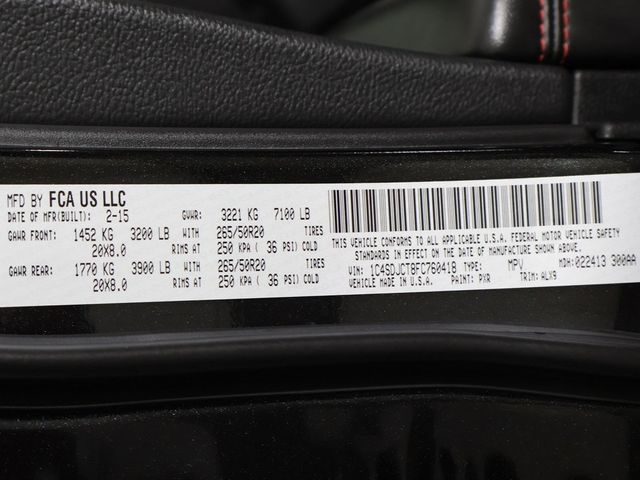 MFD BY FCA US LLC
DATE OF MFR(BUILT): 2-15 GVWR: 3221 KG 7100 LB
GAWR FRONT: 1452 KG 3200 LB WITH 265/50R20 TIRES
20X8.0 RIMS AT 250 KPA ( 36 PSI) COLD
GAWR REAR: 1770 KG 3900 LB WITH 265/50R20 TIRES
20X8.0 RIMS AT 250 KPA ( 36 PSI) COLD
THIS VEHICLE CONFORMS TO ALL APPLICABLE U.S.A. FEDERAL MOTOR VEHICLE SAFETY
STANDARDS IN EFFECT ON THE DATE OF MANUFACTURE SHOWN ABOVE.
VIN: 1C4SDJCT8FC760418 TYPE: MPV MDH: 022413 300AA
VEHICLE MADE IN U.S.A. PAINT: PXR TRIM: ALX9